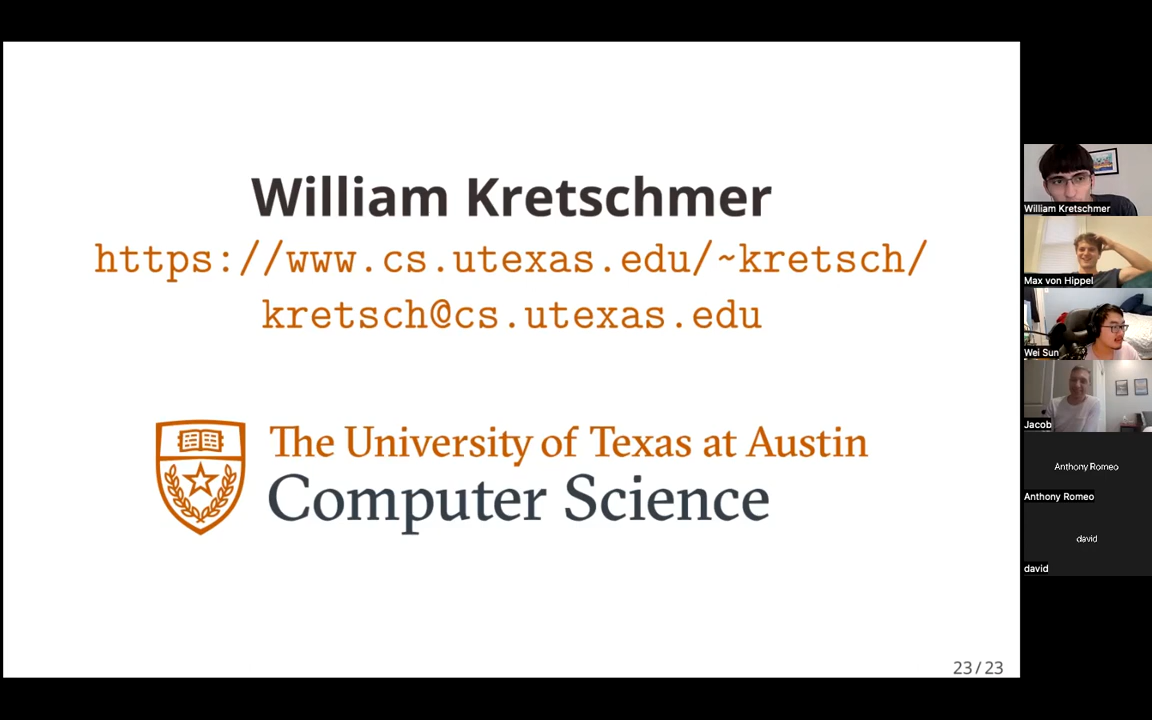 William Kretschmer
https://www.cs.utexas.edu/~kretsch/
kretsch@cs.utexas.edu
The University of Texas at Austin
Computer Science
23/23
William Kretschmer
Max von Hippel
Wei Sun
Jacob
Anthony Romeo
Anthony Romeo
david
david